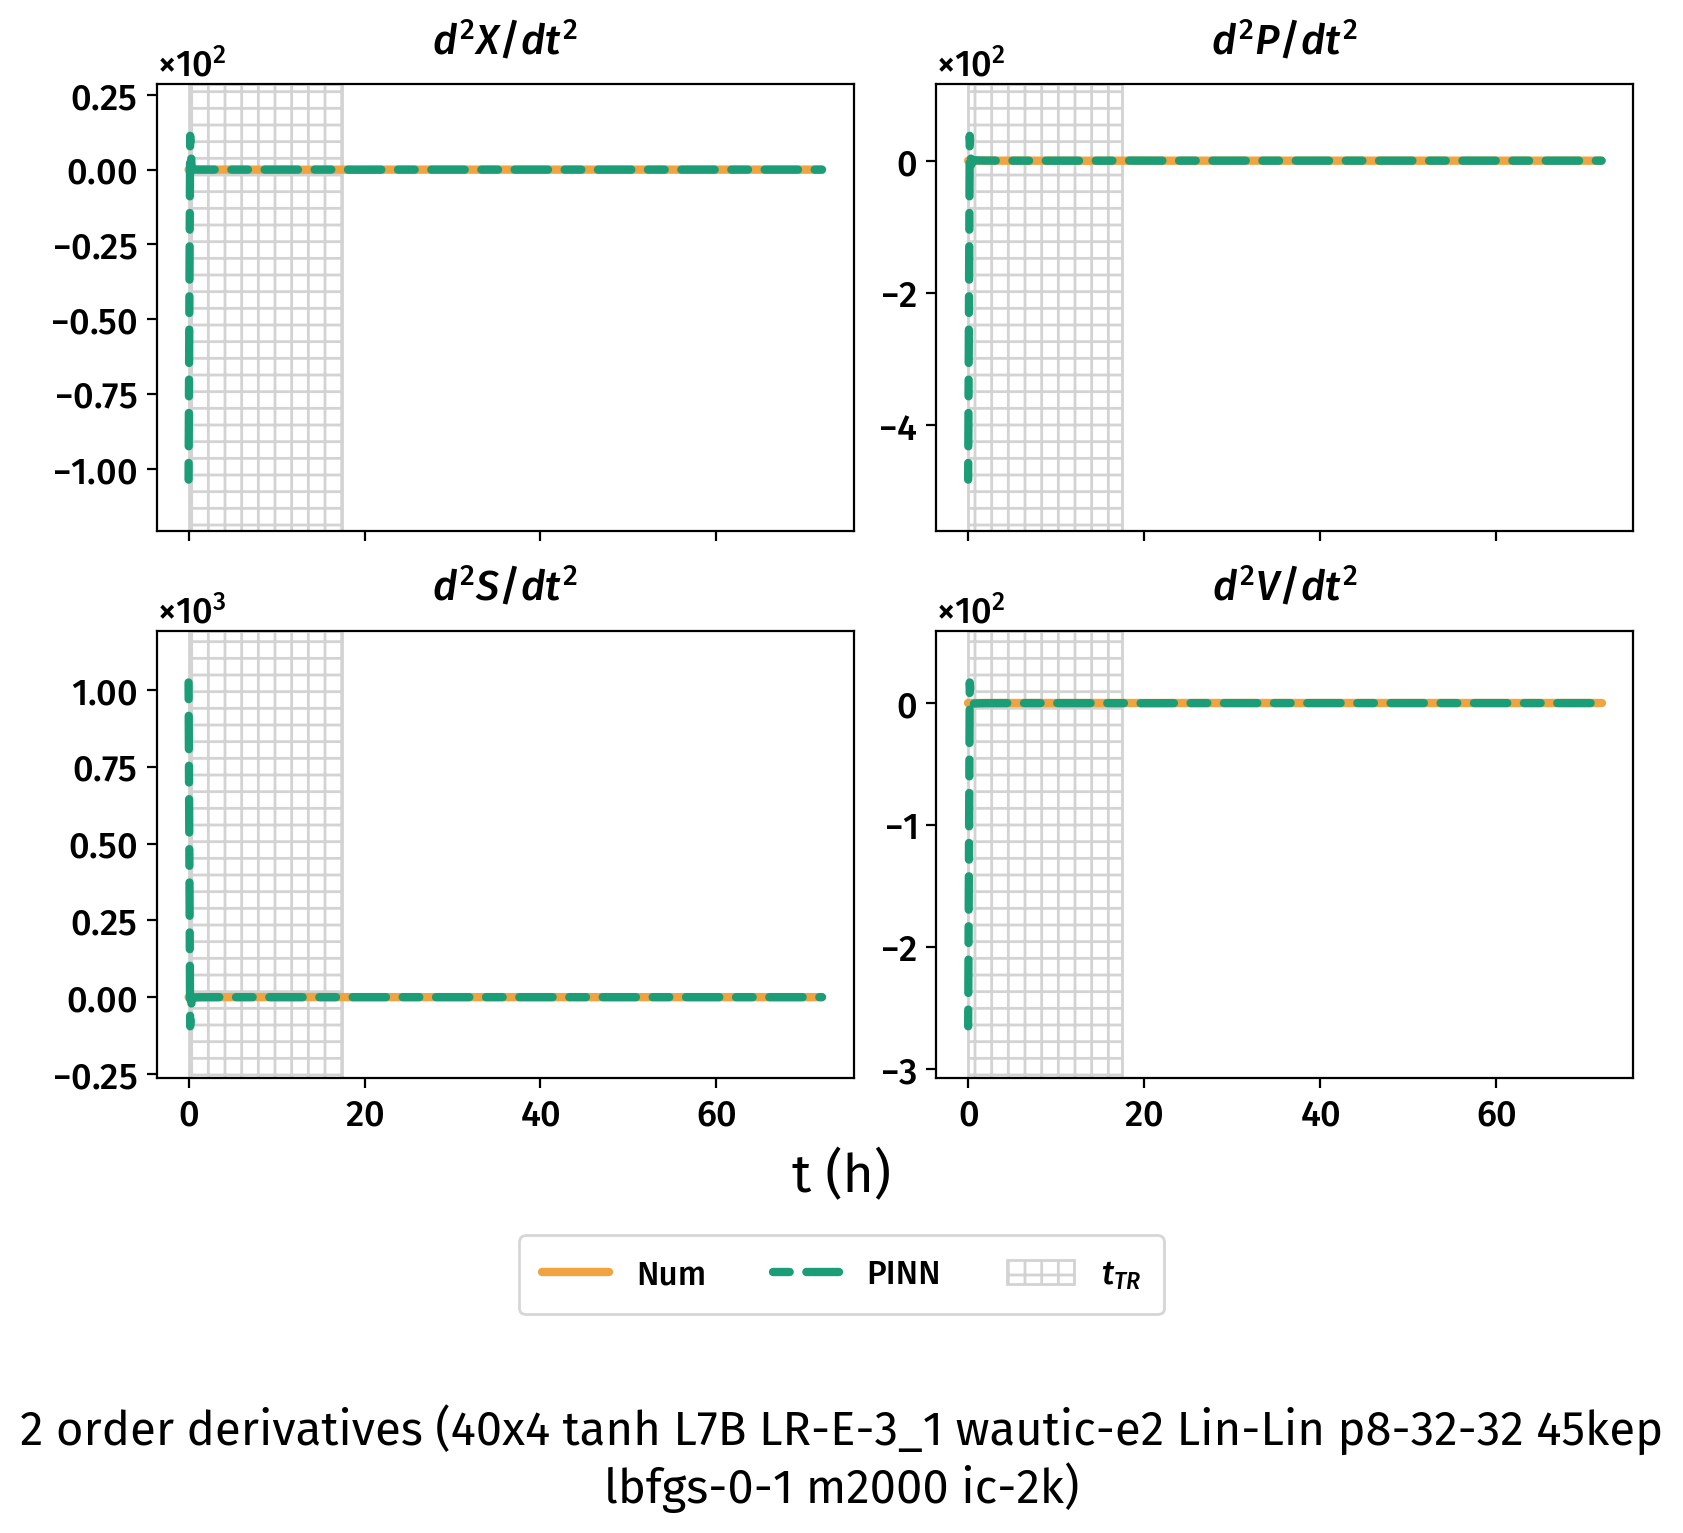 d²X/dt²
×10²
0.25
0.00
−0.25
−0.50
−0.75
−1.00
d²P/dt²
×10²
0
−2
−4
d²S/dt²
×10³
1.00
0.75
0.50
0.25
0.00
−0.25
0 20 40 60
d²V/dt²
×10²
0
−1
−2
−3
0 20 40 60
t (h)
Num PINN t_TR
2 order derivatives (40x4 tanh L7B LR-E-3_1 wautic-e2 Lin-Lin p8-32-32 45kep
lbfgs-0-1 m2000 ic-2k)